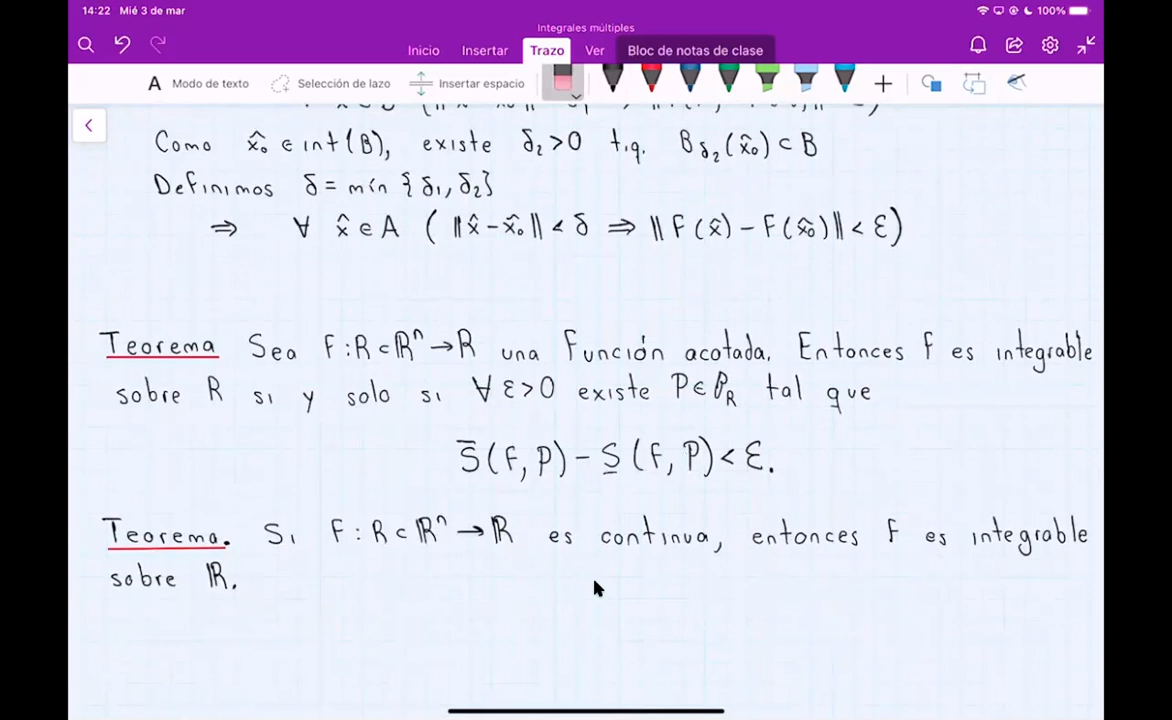 14:22 Mié 3 de mar
100%
Integrales múltiples
Inicio Insertar Trazo Ver Bloc de notas de clase
A Modo de texto Selección de lazo Insertar espacio
Como x̂₀ ∈ int(B), existe δ₂>0 t.q. B_δ₂(x̂₀) ⊂ B
Definimos δ = mín {δ₁, δ₂}
⇒ ∀ x̂ ∈ A ( ‖x̂ - x̂₀‖ < δ ⇒ ‖F(x̂) - F(x̂₀)‖ < ε)
Teorema Sea f: R⊂ℝⁿ → ℝ una función acotada. Entonces f es integrable
sobre R si y solo si ∀ ε>0 existe P∈𝒫_R tal que
S̅(f, P) - S̲(f, P) < ε.
Teorema. Si f: R⊂ℝⁿ → ℝ es continua, entonces f es integrable
sobre ℝ.